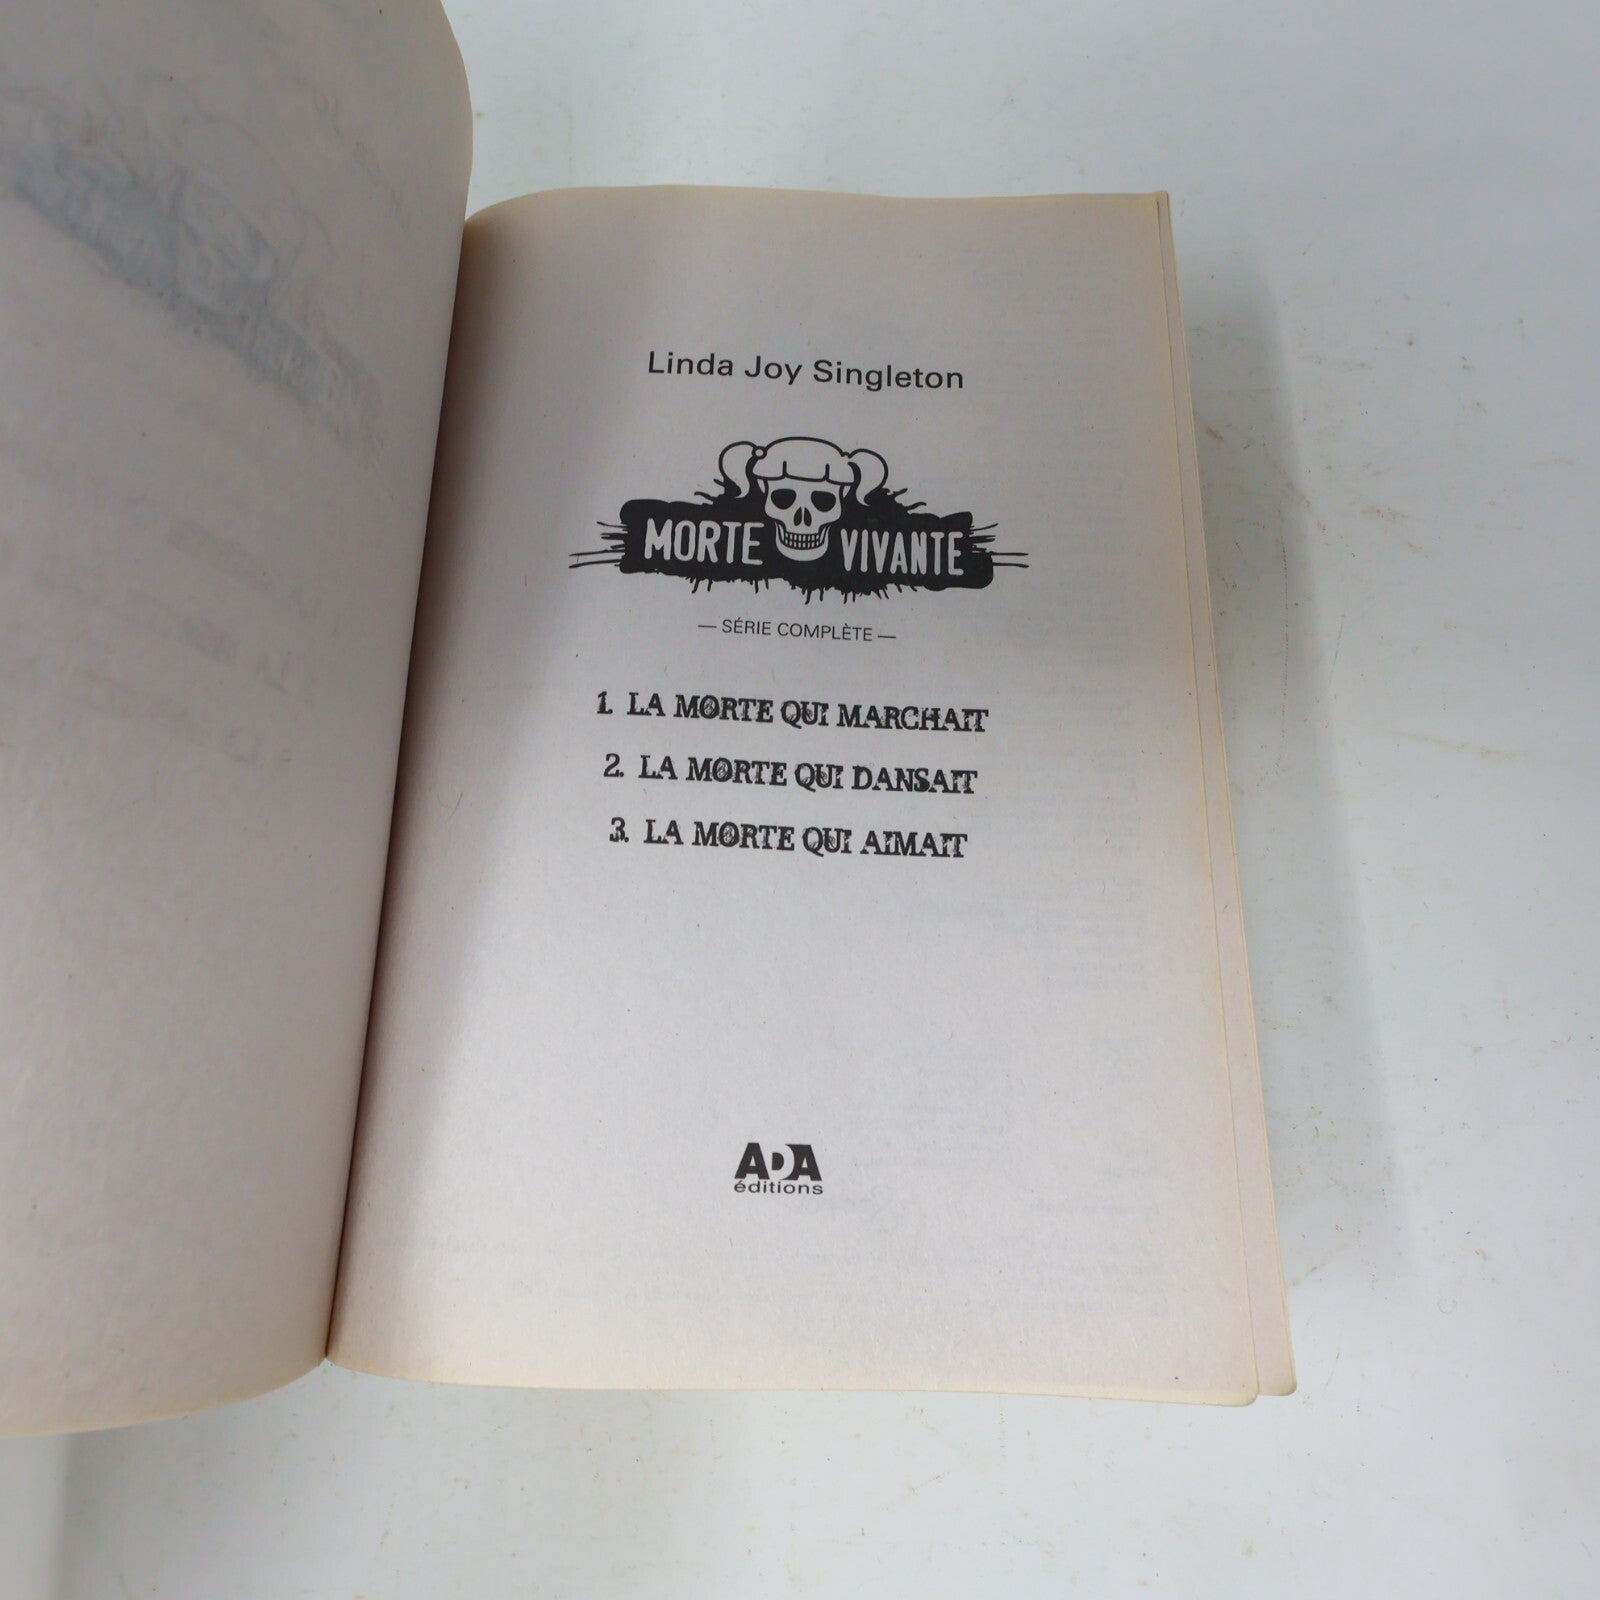 Linda Joy Singleton
MORTE VIVANTE
— SÉRIE COMPLÈTE —
1. LA MORTE QUI MARCHAIT
2. LA MORTE QUI DANSAIT
3. LA MORTE QUI AIMAIT
ADA
éditions